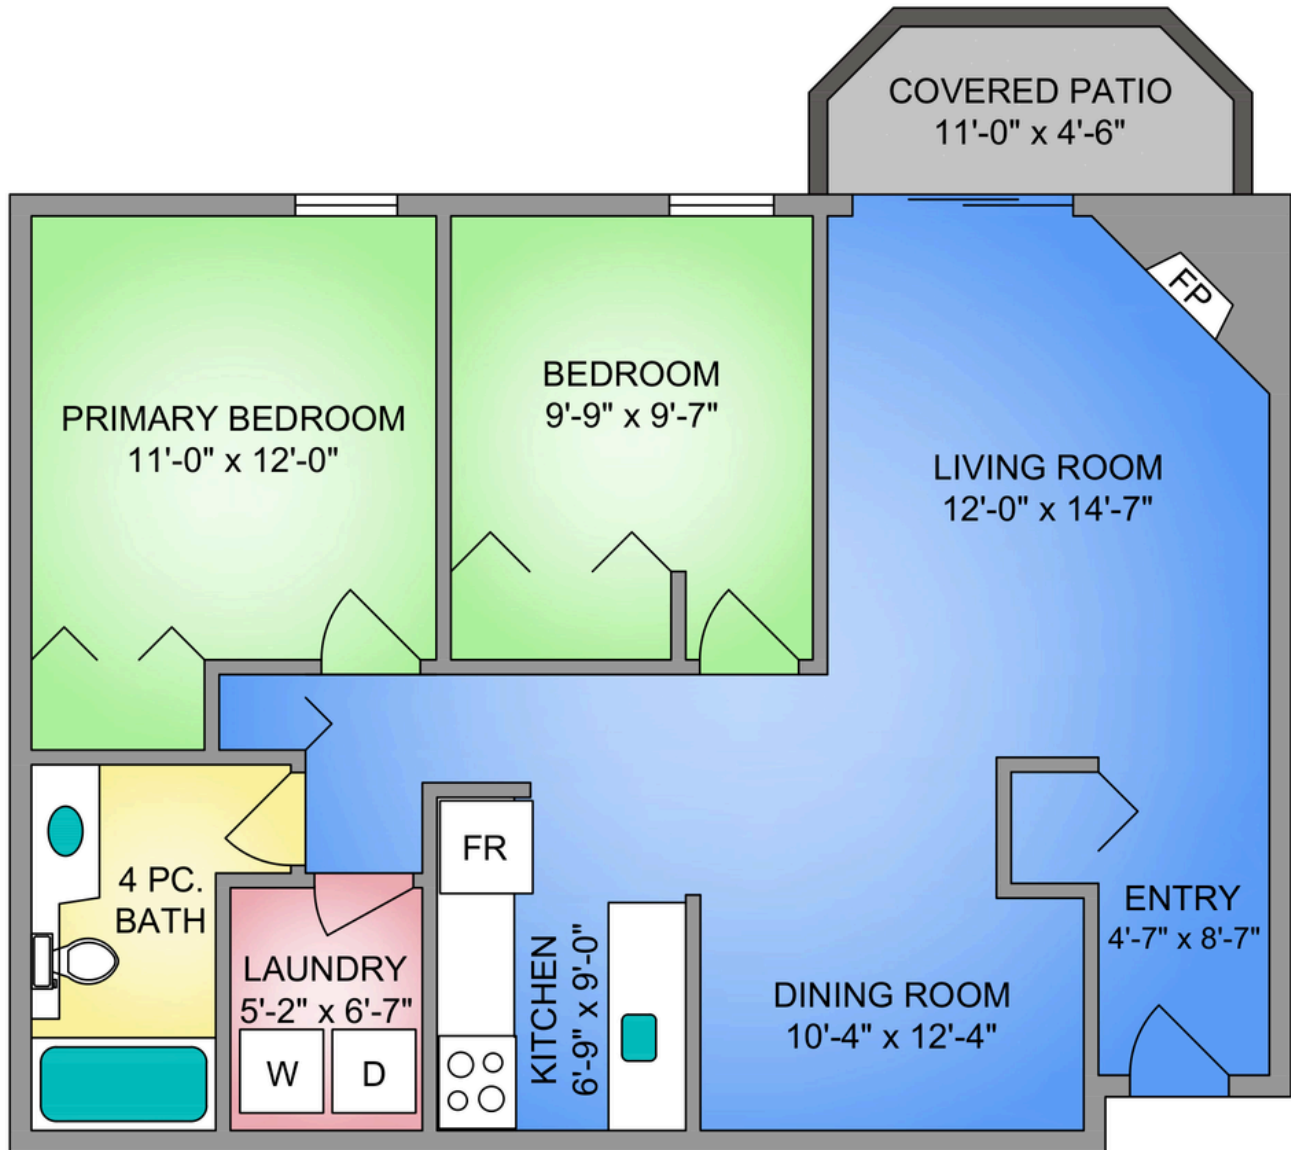 COVERED PATIO
11'-0" x 4'-6"
FP
BEDROOM
9'-9" x 9'-7"
PRIMARY BEDROOM
11'-0" x 12'-0"
LIVING ROOM
12'-0" x 14'-7"
FR
4 PC.
BATH
ENTRY
4'-7" x 8'-7"
LAUNDRY
5'-2" x 6'-7"
KITCHEN
6'-9" x 9'-0"
DINING ROOM
10'-4" x 12'-4"
W
D